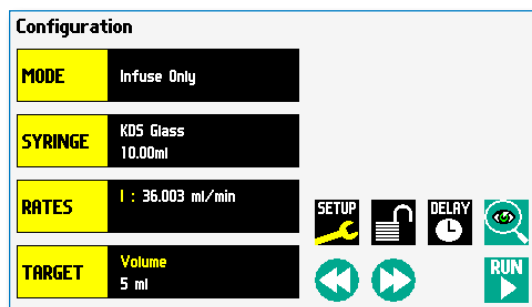 Configuration
MODE
Infuse Only
SYRINGE
KDS Glass
10.00ml
RATES
I : 36.003 ml/min
TARGET
Volume
5 ml
SETUP
DELAY
RUN